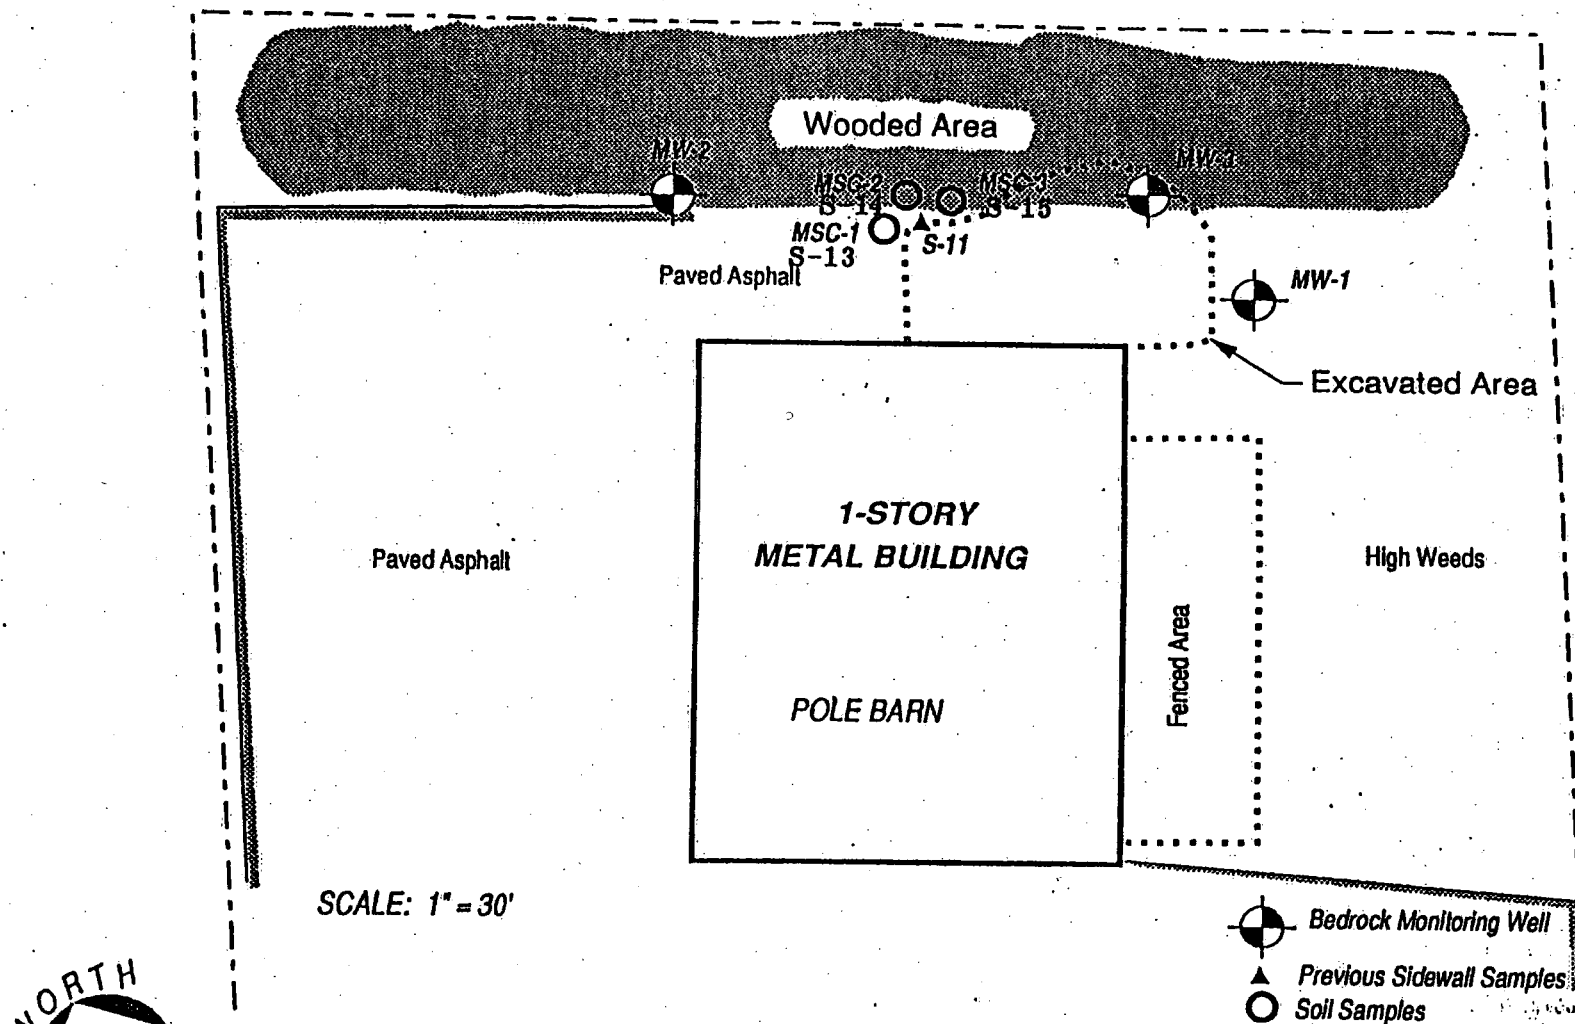 Wooded Area
MW-2
MW-3
MSC-2
MSC-3
S-14
S-15
MSC-1
S-11
S-13
Paved Asphalt
MW-1
Excavated Area
1-STORY
METAL BUILDING
Paved Asphalt
High Weeds
Fenced Area
POLE BARN
SCALE: 1" = 30'
Bedrock Monitoring Well
Previous Sidewall Samples
Soil Samples
NORTH